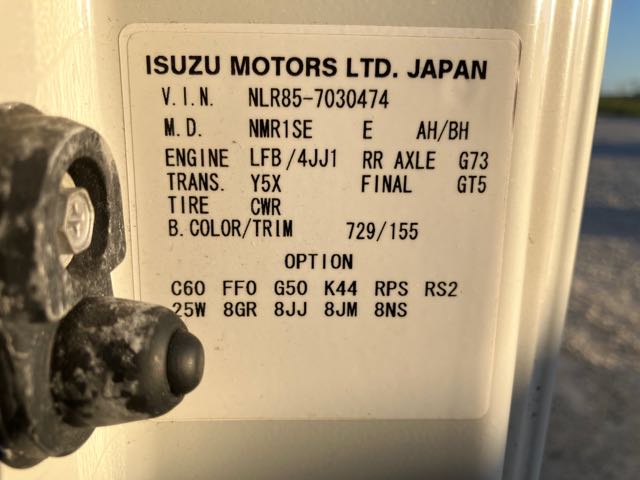 ISUZU MOTORS LTD. JAPAN
V.I.N. NLR85-7030474
M.D. NMR1SE E AH/BH
ENGINE LFB/4JJ1 RR AXLE G73
TRANS. Y5X FINAL GT5
TIRE CWR
B.COLOR/TRIM 729/155
OPTION
C60 FF0 G50 K44 RPS RS2
25W 8GR 8JJ 8JM 8NS